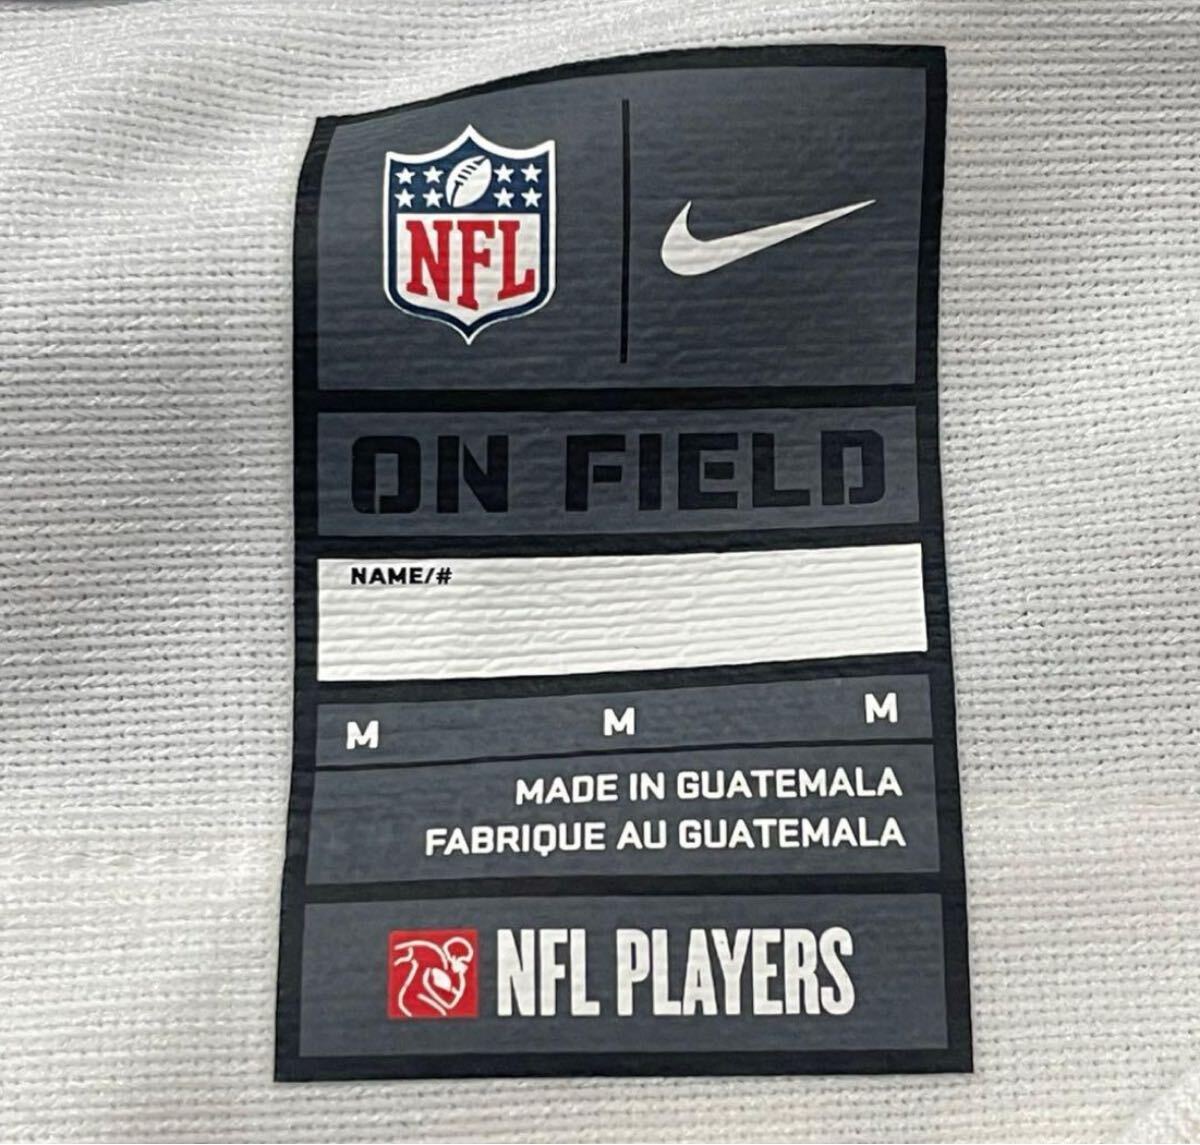 NFL
ON FIELD
NAME/#
M M M
MADE IN GUATEMALA
FABRIQUE AU GUATEMALA
NFL PLAYERS